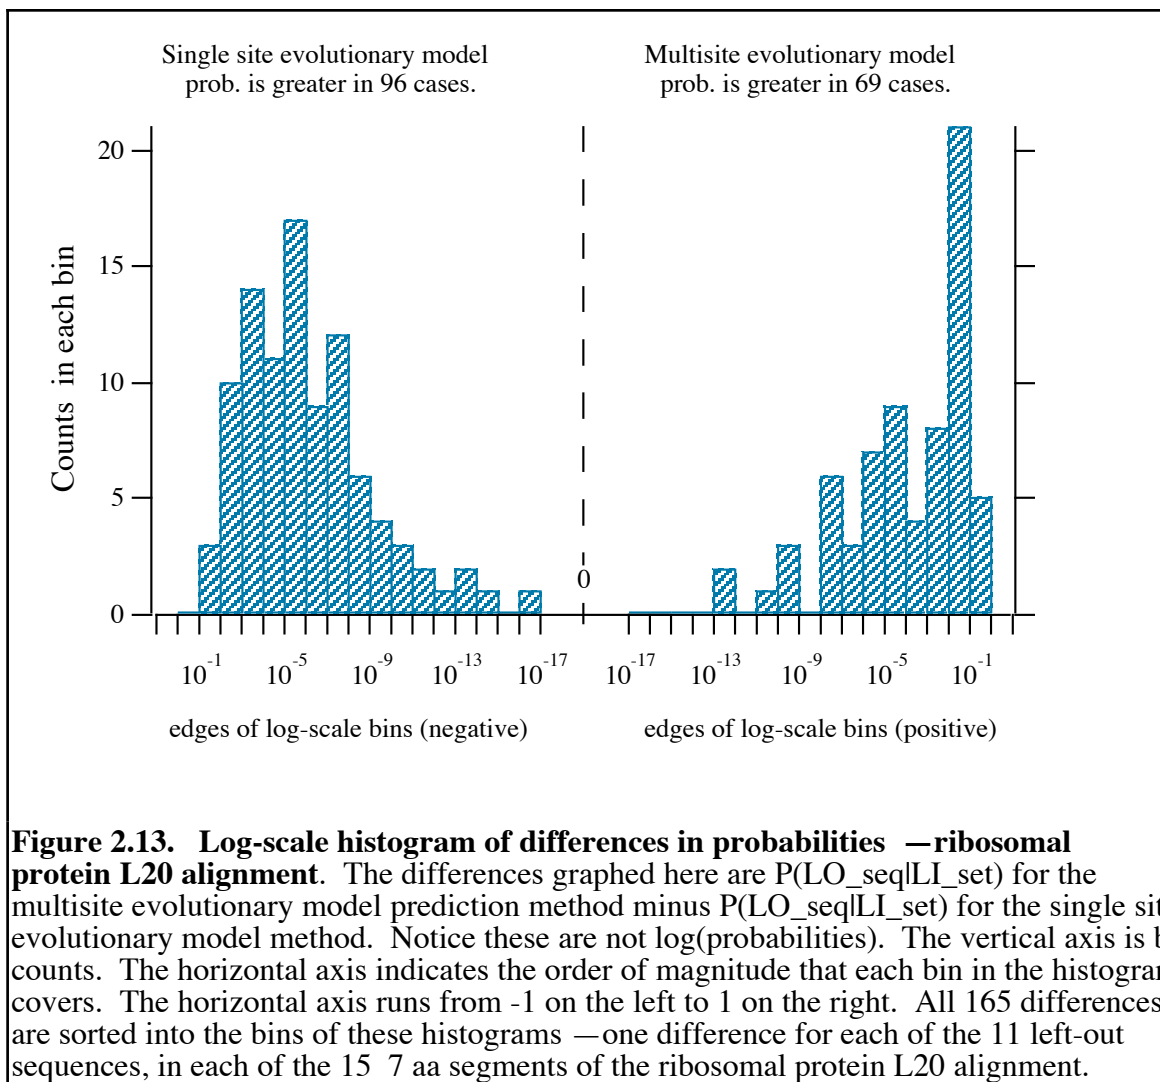 Single site evolutionary model
prob. is greater in 96 cases.
Multisite evolutionary model
prob. is greater in 69 cases.
Counts in each bin
20
15
10
5
0
0
10^-1 10^-5 10^-9 10^-13 10^-17 10^-17 10^-13 10^-9 10^-5 10^-1
edges of log-scale bins (negative)
edges of log-scale bins (positive)
Figure 2.13. Log-scale histogram of differences in probabilities —ribosomal
protein L20 alignment. The differences graphed here are P(LO_seq|LI_set) for the
multisite evolutionary model prediction method minus P(LO_seq|LI_set) for the single
evolutionary model method. Notice these are not log(probabilities). The vertical axis is
counts. The horizontal axis indicates the order of magnitude that each bin in the
covers. The horizontal axis runs from -1 on the left to 1 on the right. All 165 differences
are sorted into the bins of these histograms —one difference for each of the 11 left-out
sequences, in each of the 15 7 aa segments of the ribosomal protein L20 alignment.